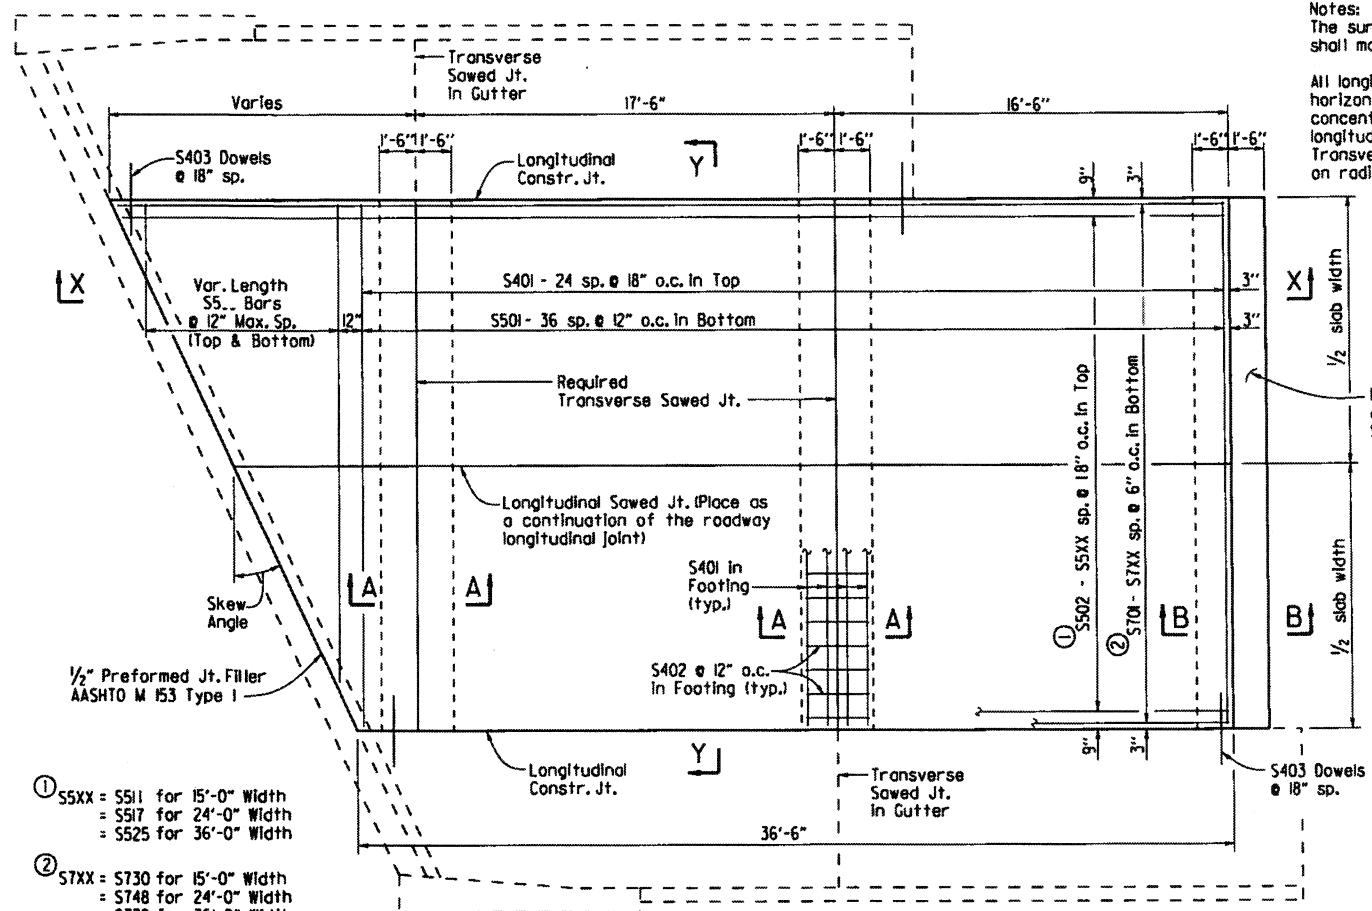 Notes:
The sur
shall ma
All longi
horizon
concent
longitud
Transve
on radi
Transverse
Sawed Jt.
in Gutter
Varies
17'-6"
16'-6"
1'-6"
1'-6"
1'-6"
1'-6"
1'-6"
1'-6"
S403 Dowels
@ 18" sp.
Longitudinal
Constr. Jt.
Y
9"
3"
X
X
Var. Length
S5__ Bars
@ 12" Max. Sp.
(Top & Bottom)
12"
S401 - 24 sp. @ 18" o.c. in Top
3"
S501 - 36 sp. @ 12" o.c. in Bottom
3"
1/2 slab width
Required
Transverse Sawed Jt.
① S502 - S5XX sp. @ 18" o.c. in Top
② S701 - S7XX sp. @ 6" o.c. in Bottom
Longitudinal Sawed Jt. (Place as
a continuation of the roadway
longitudinal joint)
S401 in
Footing
(typ.)
A
A
A
A
B
B
1/2 slab width
Skew
Angle
S402 @ 12" o.c.
in Footing (typ.)
1/2" Preformed Jt. Filler
AASHTO M 153 Type I
Longitudinal
Constr. Jt.
Y
Transverse
Sawed Jt.
in Gutter
9"
3"
S403 Dowels
@ 18" sp.
36'-6"
① S5XX = S511 for 15'-0" Width
= S517 for 24'-0" Width
= S525 for 36'-0" Width
② S7XX = S730 for 15'-0" Width
= S748 for 24'-0" Width